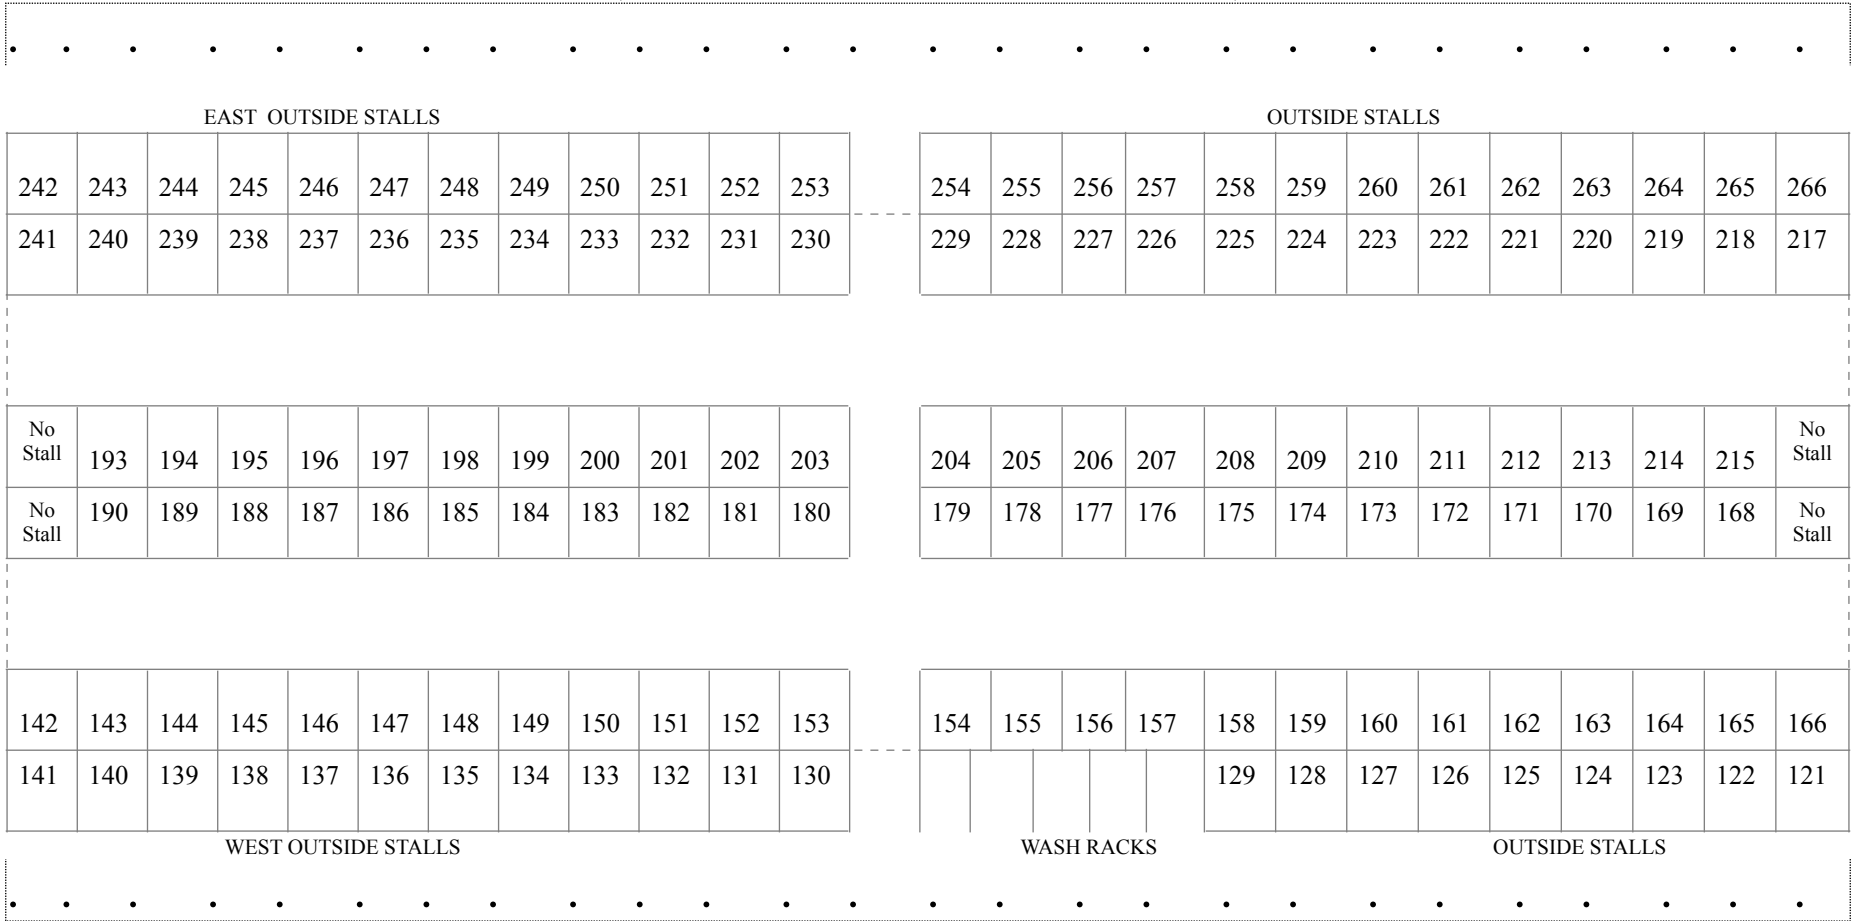 EAST OUTSIDE STALLS OUTSIDE STALLS
242 243 244 245 246 247 248 249 250 251 252 253 254 255 256 257 258 259 260 261 262 263 264 265 266
241 240 239 238 237 236 235 234 233 232 231 230 229 228 227 226 225 224 223 222 221 220 219 218 217
No Stall 193 194 195 196 197 198 199 200 201 202 203 204 205 206 207 208 209 210 211 212 213 214 215 No Stall
No Stall 190 189 188 187 186 185 184 183 182 181 180 179 178 177 176 175 174 173 172 171 170 169 168 No Stall
142 143 144 145 146 147 148 149 150 151 152 153 154 155 156 157 158 159 160 161 162 163 164 165 166
141 140 139 138 137 136 135 134 133 132 131 130 129 128 127 126 125 124 123 122 121
WEST OUTSIDE STALLS WASH RACKS OUTSIDE STALLS